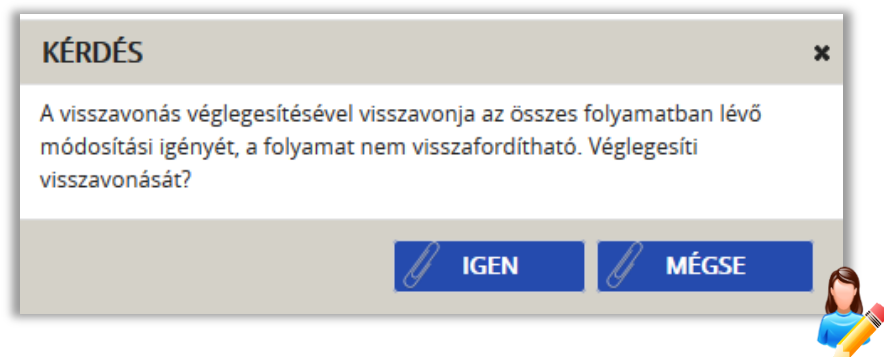 KÉRDÉS
A visszavonás véglegesítésével visszavonja az összes folyamatban lévő
módosítási igényét, a folyamat nem visszafordítható. Véglegesíti
visszavonását?
IGEN MÉGSE